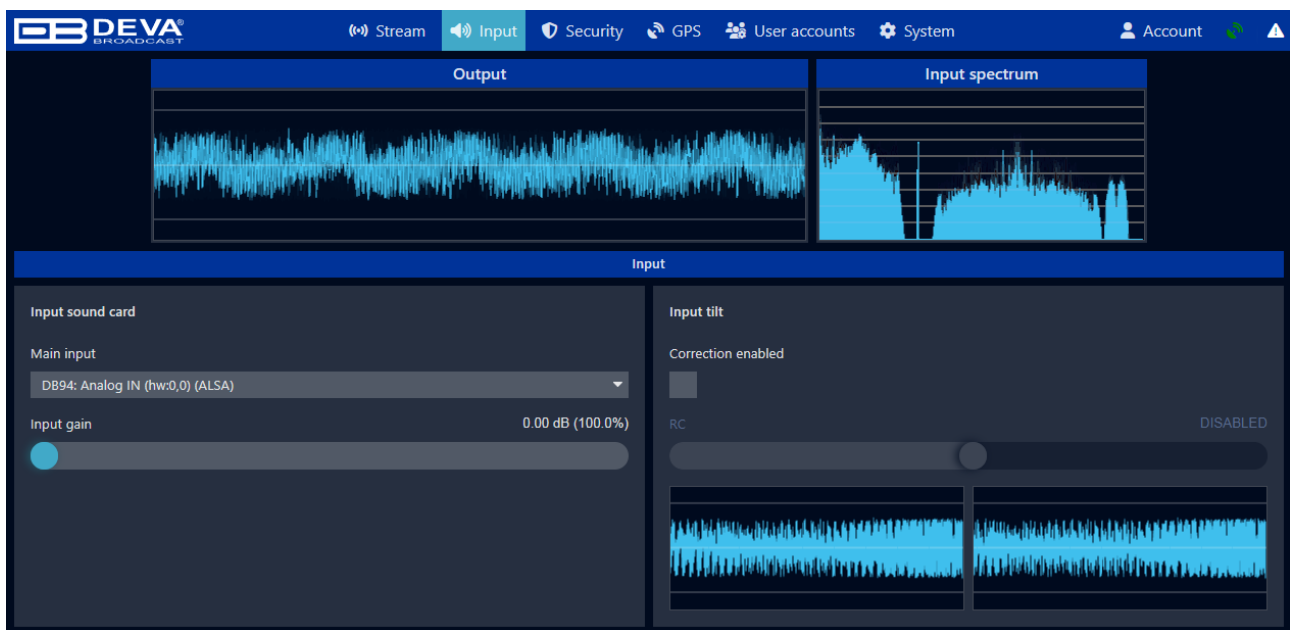 DEVA®
BROADCAST
Stream Input Security GPS User accounts System Account
Output Input spectrum
Input
Input sound card
Main input
DB94: Analog IN (hw:0,0) (ALSA)
Input gain 0.00 dB (100.0%)
Input tilt
Correction enabled
RC DISABLED